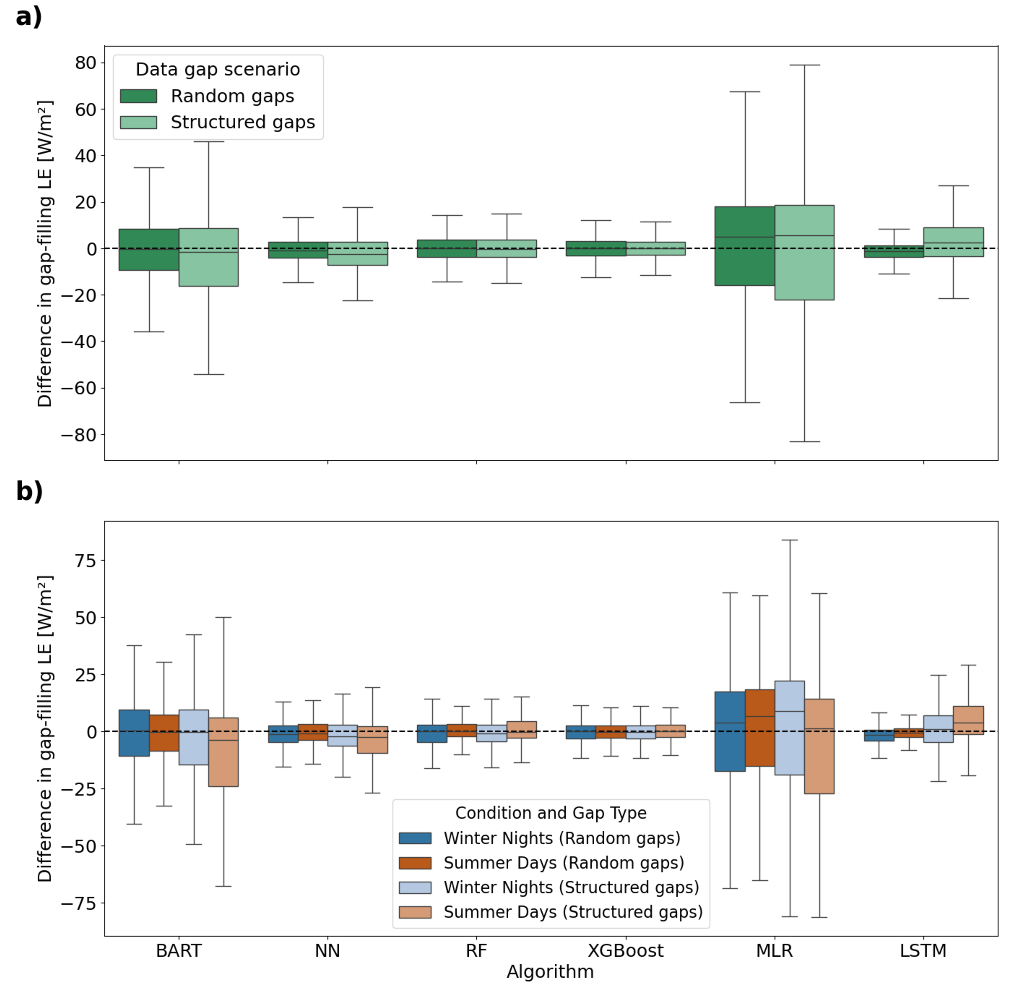 a)
Difference in gap-filling LE [W/m²]
80
60
40
20
0
−20
−40
−60
−80
Data gap scenario
Random gaps
Structured gaps
b)
Difference in gap-filling LE [W/m²]
75
50
25
0
−25
−50
−75
Condition and Gap Type
Winter Nights (Random gaps)
Summer Days (Random gaps)
Winter Nights (Structured gaps)
Summer Days (Structured gaps)
BART NN RF XGBoost MLR LSTM
Algorithm